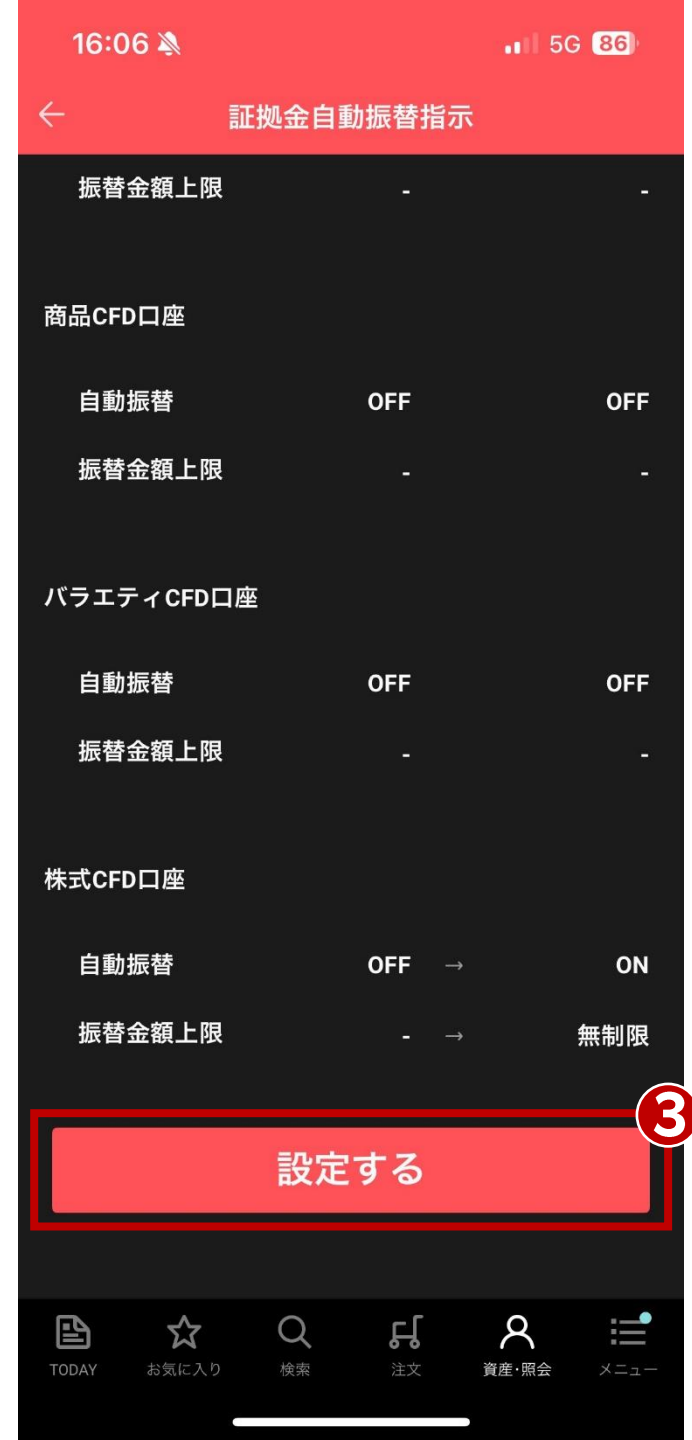 16:06 5G 86
← 証拠金自動振替指示
振替金額上限 - -
商品CFD口座
自動振替 OFF OFF
振替金額上限 - -
バラエティCFD口座
自動振替 OFF OFF
振替金額上限 - -
株式CFD口座
自動振替 OFF → ON
振替金額上限 - → 無制限
3
設定する
TODAY お気に入り 検索 注文 資産・照会 メニュー